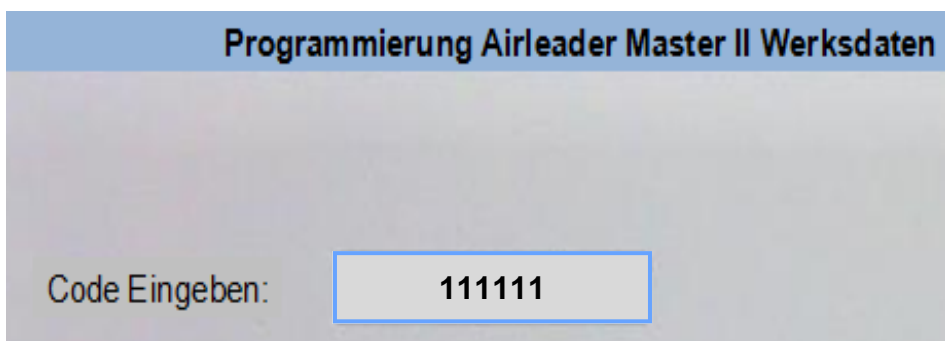 Programmierung Airleader Master II Werksdaten
Code Eingeben: 111111